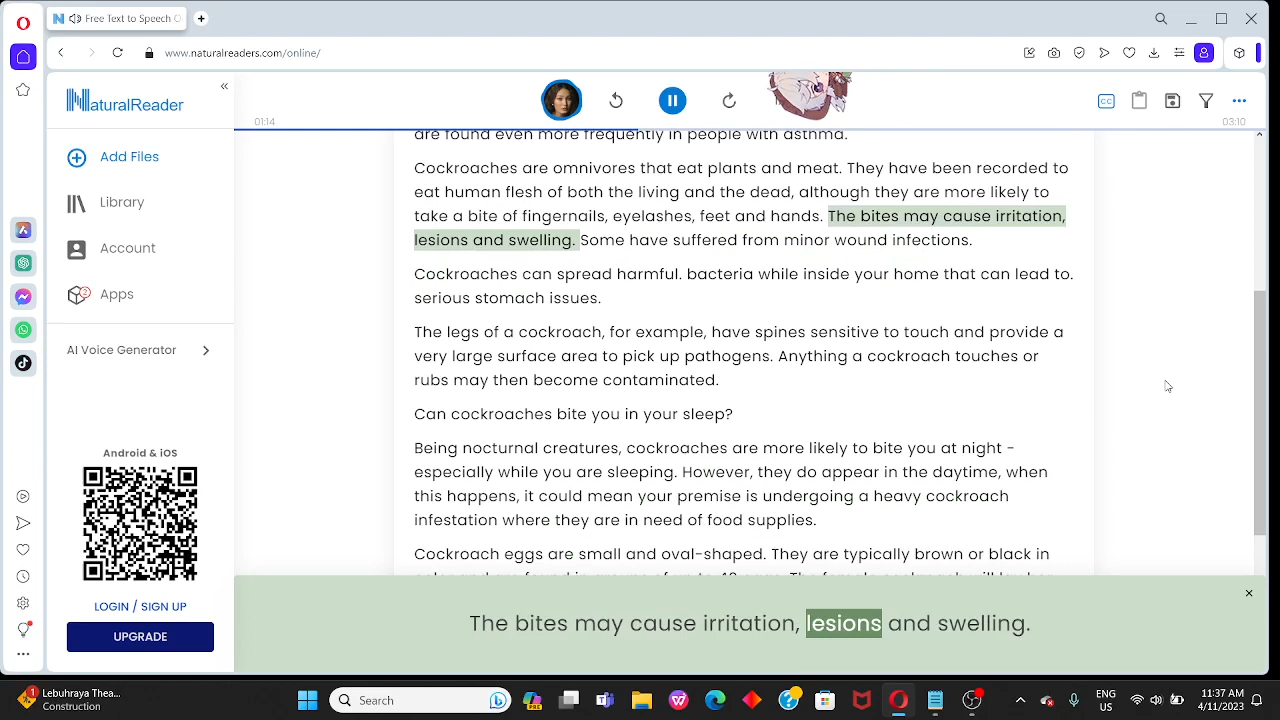 Free Text to Speech O
www.naturalreaders.com/online/
NaturalReader
Add Files
Library
Account
2
Apps
AI Voice Generator
Android & iOS
LOGIN / SIGN UP
UPGRADE
CC
01:14
03:10
are found even more frequently in people with asthma.
Cockroaches are omnivores that eat plants and meat. They have been recorded to
eat human flesh of both the living and the dead, although they are more likely to
take a bite of fingernails, eyelashes, feet and hands. The bites may cause irritation,
lesions and swelling. Some have suffered from minor wound infections.
Cockroaches can spread harmful. bacteria while inside your home that can lead to.
serious stomach issues.
The legs of a cockroach, for example, have spines sensitive to touch and provide a
very large surface area to pick up pathogens. Anything a cockroach touches or
rubs may then become contaminated.
Can cockroaches bite you in your sleep?
Being nocturnal creatures, cockroaches are more likely to bite you at night -
especially while you are sleeping. However, they do appear in the daytime, when
this happens, it could mean your premise is undergoing a heavy cockroach
infestation where they are in need of food supplies.
Cockroach eggs are small and oval-shaped. They are typically brown or black in
The bites may cause irritation, lesions and swelling.
1
Lebuhraya Thea...
Construction
Search
PRE
ENG
US
11:37 AM
4/11/2023